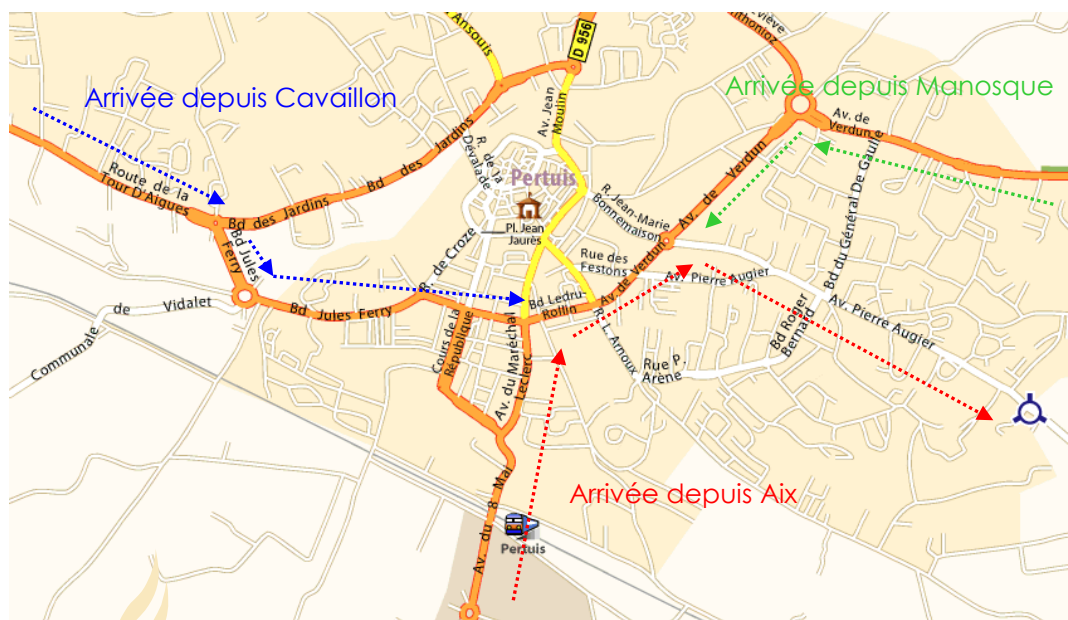 Ansouis
D 956
neviève
nthonioz
Arrivée depuis Cavaillon
Arrivée depuis Manosque
Av. de
Verdun
Av. Jean
Moulin
R. de la
Dévalade
Bd des Jardins
Route de la
Tour D'Aigues
Pertuis
R. Jean-Marie
Bonnemaison
Av. de Verdun
Bd du Général De Gaulle
Bd des Jardins
Pl. Jean
Jaurès
Bd Jules
Ferry
R. de Croze
Rue des
Festons
Av. Pierre Augier
Av. de Verdun
Communale de Vidalet
Bd Jules Ferry
Bd Ledru-
Rollin
Av. Pierre Augier
Bd Roger
Bernard
Cours de la
République
Av. du Maréchal
Leclerc
R. L. Arnoux
Rue P.
Arène
Arrivée depuis Aix
Av. du 8 Mai
Pertuis